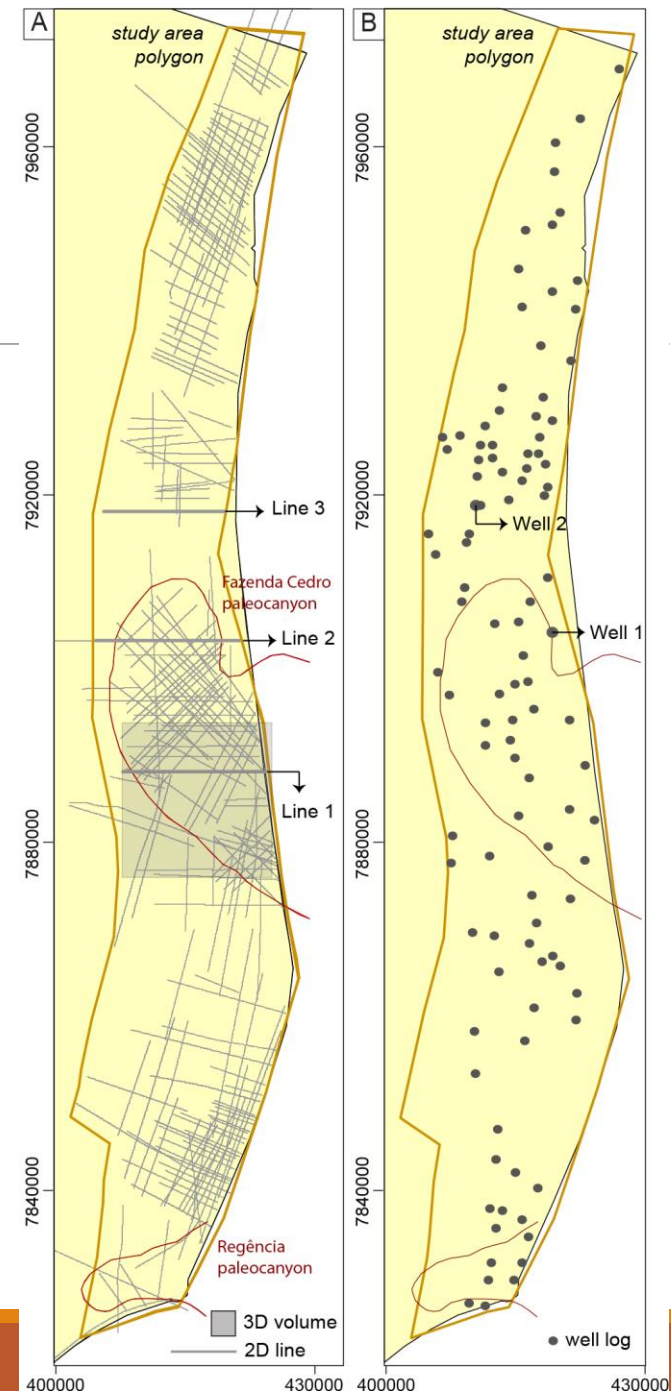 A
study area
polygon
7960000
7920000
Line 3
Fazenda Cedro
paleocanyon
Line 2
Line 1
7880000
7840000
Regência
paleocanyon
3D volume
2D line
400000
430000
B
study area
polygon
7960000
7920000
Well 2
Well 1
7880000
7840000
well log
400000
430000